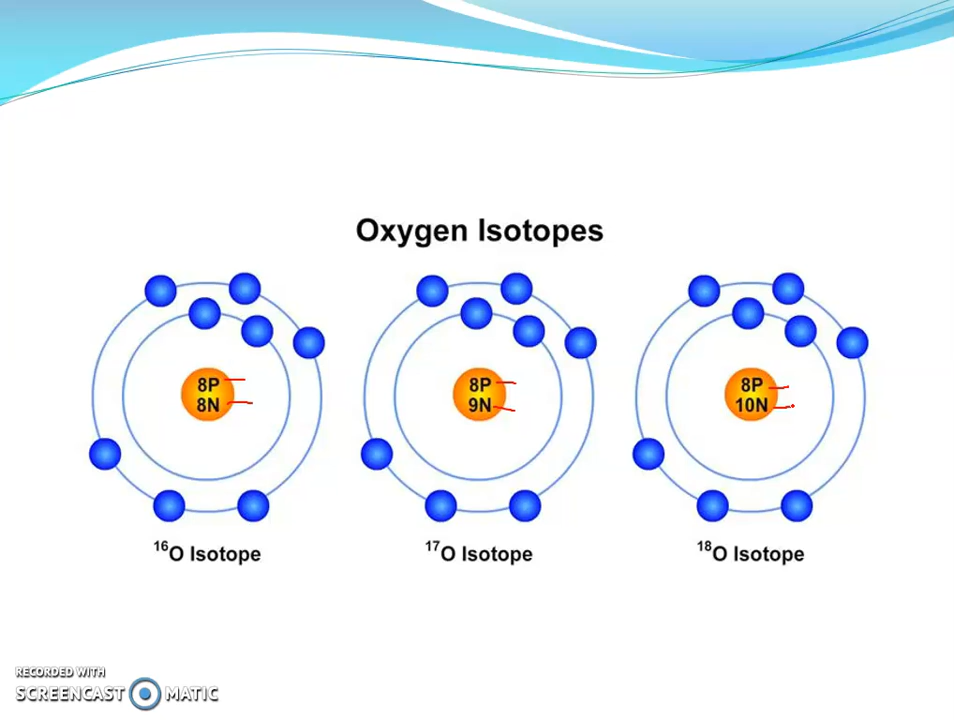 Oxygen Isotopes
8P
8N
8P
9N
8P
10N
¹⁶O Isotope
¹⁷O Isotope
¹⁸O Isotope
RECORDED WITH
SCREENCAST MATIC